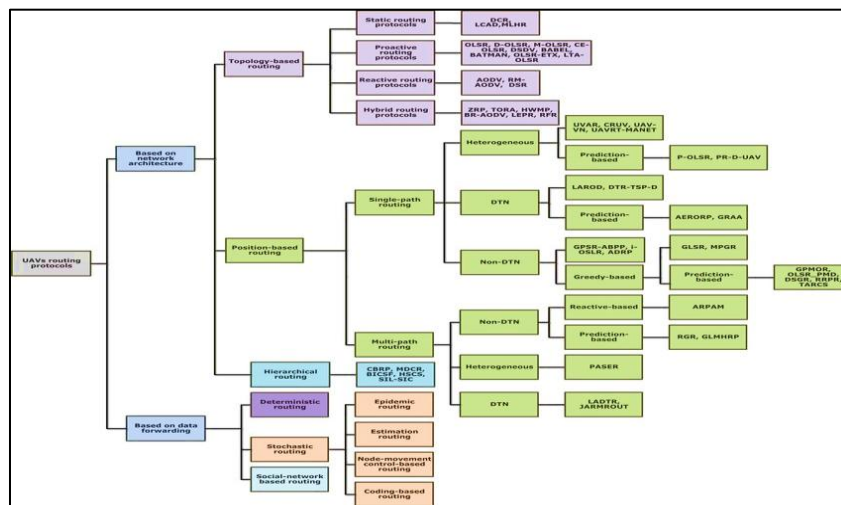 Static routing
protocols
DCR,
LCAD,MLHR
Topology-based
routing
Proactive
routing
protocols
OLSR, D-OLSR, M-OLSR, CE-
OLSR, DSDV, BABEL,
BATMAN, OLSR-ETX, LTA-
OLSR
Reactive routing
protocols
AODV, RM-
AODV, DSR
Hybrid routing
protocols
ZRP, TORA, HWMP,
BR-AODV, LEPR, RFR
Based on
network
architecture
Heterogeneous
UVAR, CRUV, UAV-
VN, UAVRT-MANET
Prediction-
based
P-OLSR, PR-D-UAV
Single-path
routing
DTN
LAROD, DTR-TSP-D
Prediction-
based
AERORP, GRAA
Position-based
routing
Non-DTN
GPSR-ABPP, i-
OSLR, ADRP
Greedy-based
GLSR, MPGR
Prediction-
based
GPMOR,
OLSR_PMD,
DSGR, RRPR,
TARCS
UAVs routing
protocols
Multi-path
routing
Non-DTN
Reactive-based
ARPAM
Prediction-
based
RGR, GLMHRP
Heterogeneous
PASER
DTN
LADTR,
JARMROUT
Hierarchical
routing
CBRP, MDCR,
BICSF, HSCS,
SIL-SIC
Based on data
forwarding
Deterministic
routing
Stochastic
routing
Epidemic
routing
Estimation
routing
Node-movement
control-based
routing
Coding-based
routing
Social-network
based routing